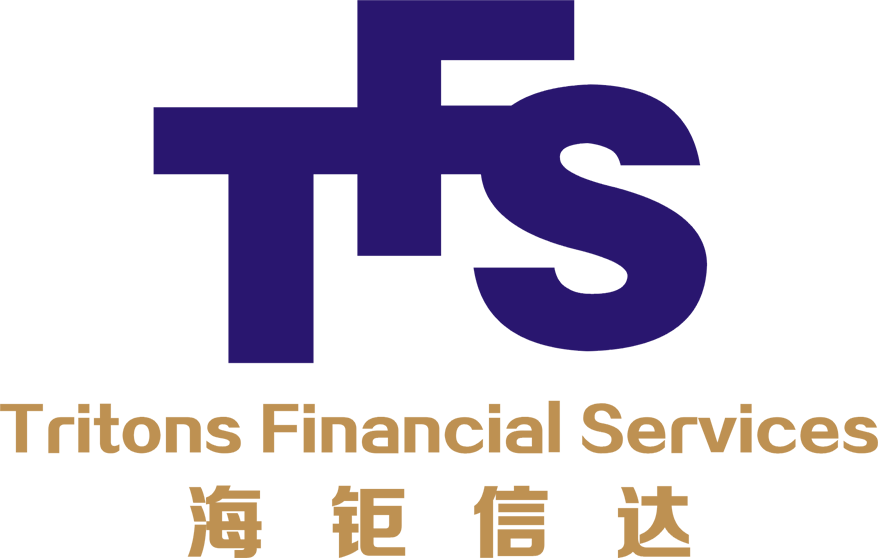 TFS
Tritons Financial Services
海钜信达